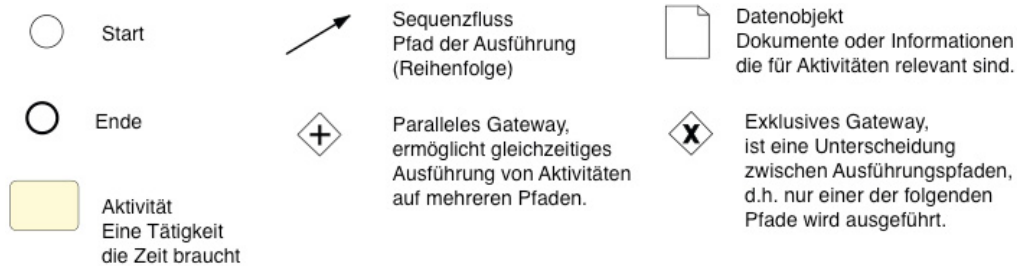 Start
Sequenzfluss
Pfad der Ausführung
(Reihenfolge)
Datenobjekt
Dokumente oder Informationen
die für Aktivitäten relevant sind.
Ende
Paralleles Gateway,
ermöglicht gleichzeitiges
Ausführung von Aktivitäten
auf mehreren Pfaden.
Exklusives Gateway,
ist eine Unterscheidung
zwischen Ausführungspfaden,
d.h. nur einer der folgenden
Pfade wird ausgeführt.
Aktivität
Eine Tätigkeit
die Zeit braucht